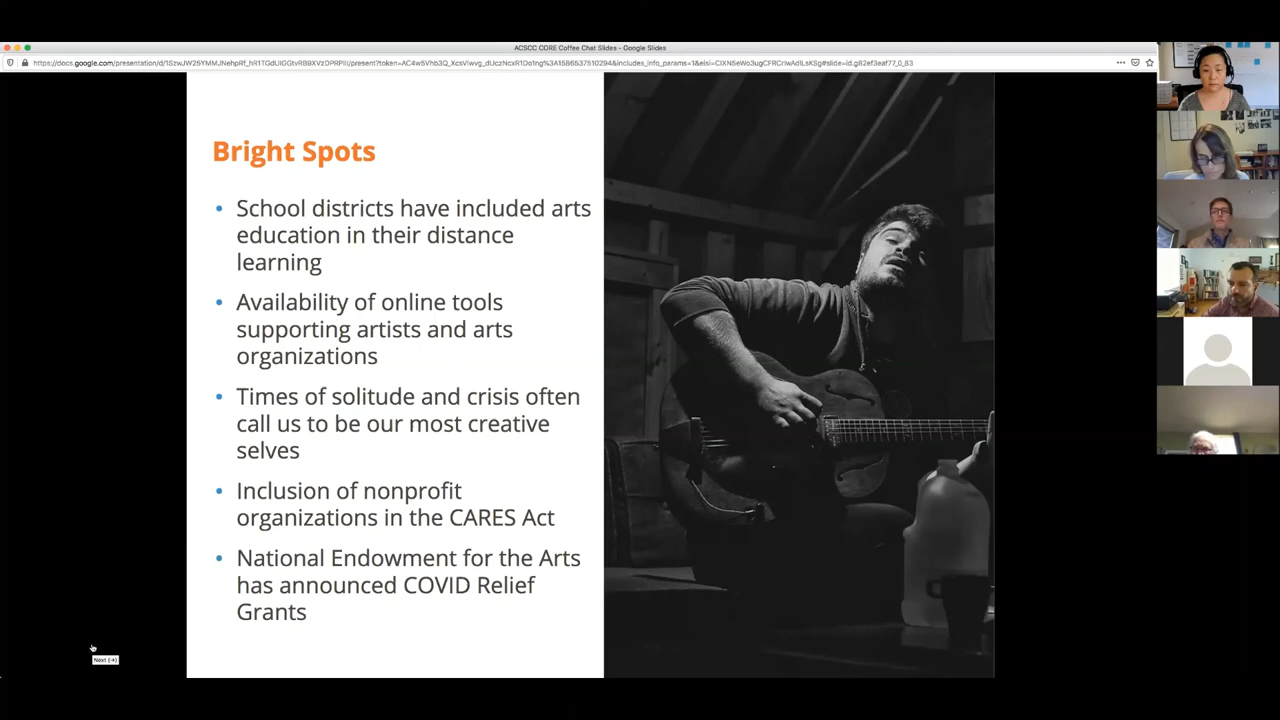 ACSCC CORE Coffee Chat Slides - Google Slides
Bright Spots
• School districts have included arts
education in their distance
learning
• Availability of online tools
supporting artists and arts
organizations
• Times of solitude and crisis often
call us to be our most creative
selves
• Inclusion of nonprofit
organizations in the CARES Act
• National Endowment for the Arts
has announced COVID Relief
Grants
Next (→)